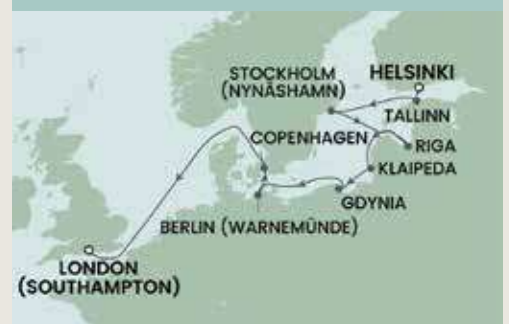 STOCKHOLM
(NYNÄSHAMN)
HELSINKI
TALLINN
COPENHAGEN
RIGA
KLAIPEDA
GDYNIA
BERLIN (WARNEMÜNDE)
LONDON
(SOUTHAMPTON)